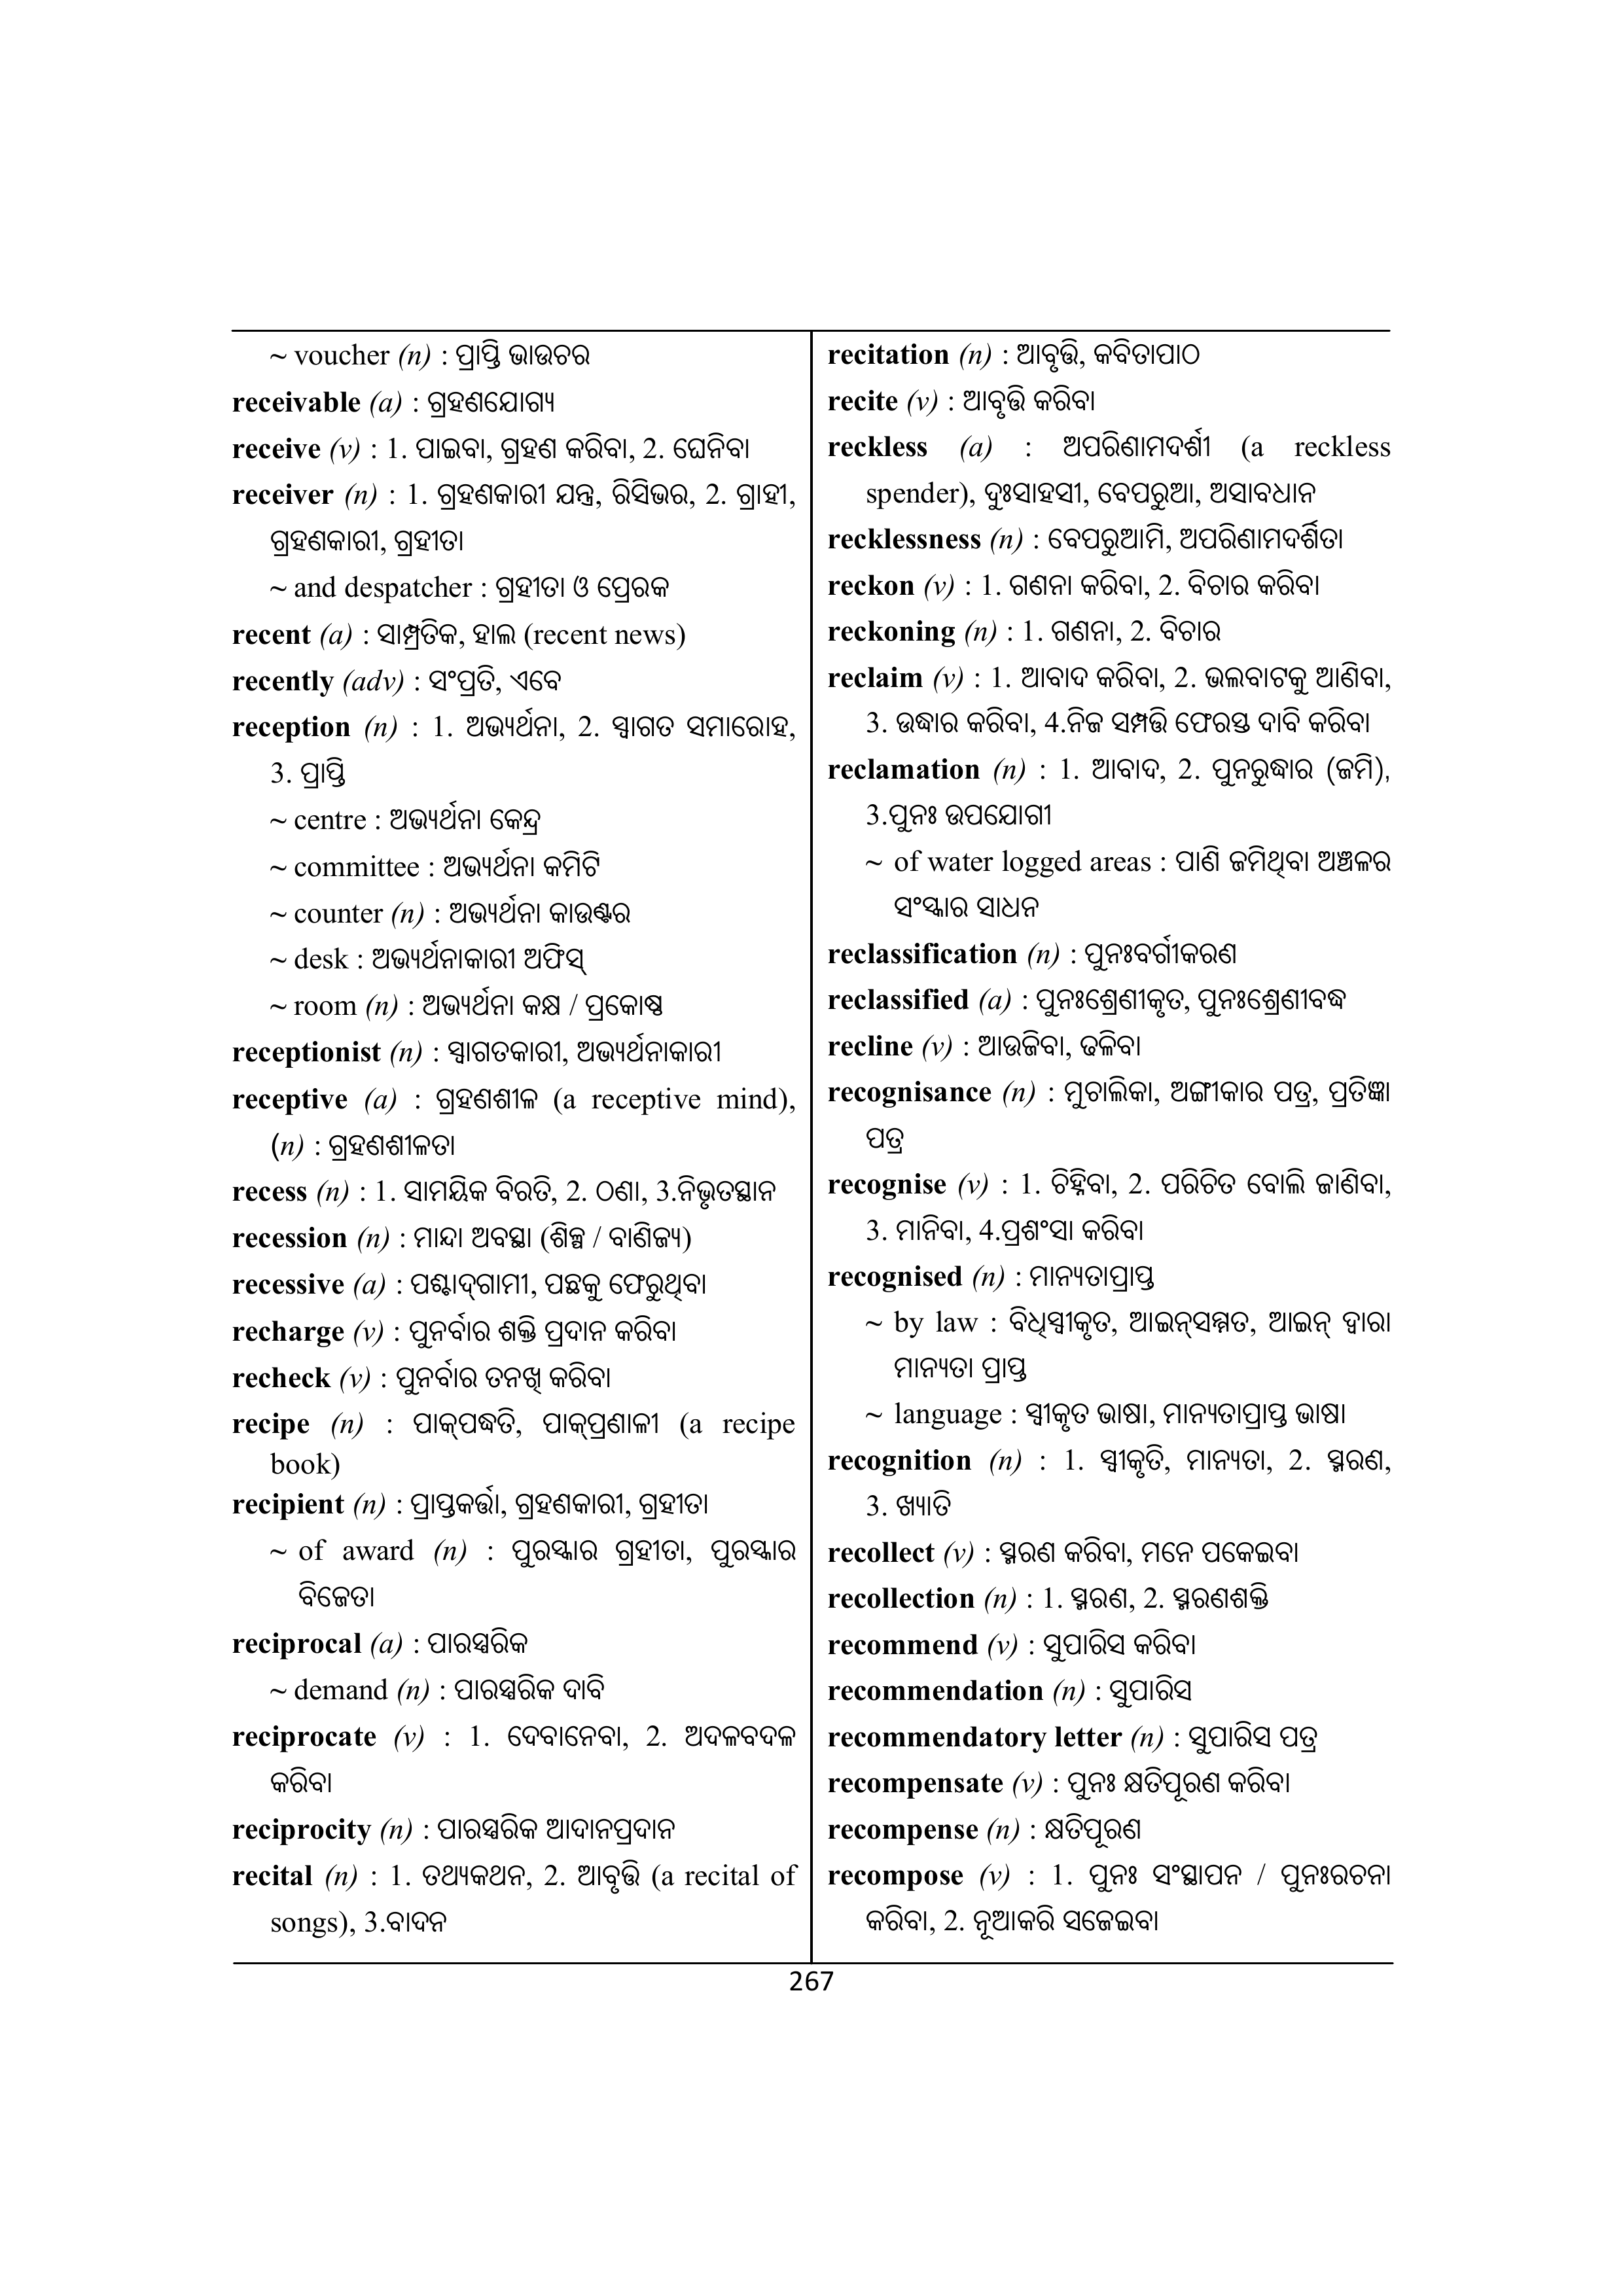 ~ voucher (n) : ପ୍ରାପ୍ତି ଭାଉଚର
receivable (a) : ଗ୍ରହଣଯୋଗ୍ୟ
receive (v) : 1. ପାଇବା, ଗ୍ରହଣ କରିବା, 2. ଘେନିବା
receiver (n) : 1. ଗ୍ରହଣକାରୀ ଯନ୍ତ୍ର, ରିସିଭର, 2. ଗ୍ରାହୀ,
ଗ୍ରହଣକାରୀ, ଗ୍ରହୀତା
~ and despatcher : ଗ୍ରହୀତା ଓ ପ୍ରେରକ
recent (a) : ସାମ୍ପ୍ରତିକ, ହାଲ (recent news)
recently (adv) : ସଂପ୍ରତି, ଏବେ
reception (n) : 1. ଅଭ୍ୟର୍ଥନା, 2. ସ୍ୱାଗତ ସମାରୋହ,
3. ପ୍ରାପ୍ତି
~ centre : ଅଭ୍ୟର୍ଥନା କେନ୍ଦ୍ର
~ committee : ଅଭ୍ୟର୍ଥନା କମିଟି
~ counter (n) : ଅଭ୍ୟର୍ଥନା କାଉଣ୍ଟର
~ desk : ଅଭ୍ୟର୍ଥନାକାରୀ ଅଫିସ୍
~ room (n) : ଅଭ୍ୟର୍ଥନା କକ୍ଷ / ପ୍ରକୋଷ୍ଠ
receptionist (n) : ସ୍ୱାଗତକାରୀ, ଅଭ୍ୟର୍ଥନାକାରୀ
receptive (a) : ଗ୍ରହଣଶୀଳ (a receptive mind),
(n) : ଗ୍ରହଣଶୀଳତା
recess (n) : 1. ସାମୟିକ ବିରତି, 2. ଠଣା, 3.ନିଭୃତସ୍ଥାନ
recession (n) : ମାନ୍ଦା ଅବସ୍ଥା (ଶିଳ୍ପ / ବାଣିଜ୍ୟ)
recessive (a) : ପଶ୍ଚାଦ୍‌ଗାମୀ, ପଛକୁ ଫେରୁଥିବା
recharge (v) : ପୁନର୍ବାର ଶକ୍ତି ପ୍ରଦାନ କରିବା
recheck (v) : ପୁନର୍ବାର ତନଖି କରିବା
recipe (n) : ପାକ୍‌ପଦ୍ଧତି, ପାକ୍‌ପ୍ରଣାଳୀ (a recipe
book)
recipient (n) : ପ୍ରାପ୍ତକର୍ତ୍ତା, ଗ୍ରହଣକାରୀ, ଗ୍ରହୀତା
~ of award (n) : ପୁରସ୍କାର ଗ୍ରହୀତା, ପୁରସ୍କାର
ବିଜେତା
reciprocal (a) : ପାରସ୍ପରିକ
~ demand (n) : ପାରସ୍ପରିକ ଦାବି
reciprocate (v) : 1. ଦେବାନେବା, 2. ଅଦଳବଦଳ
କରିବା
reciprocity (n) : ପାରସ୍ପରିକ ଆଦାନପ୍ରଦାନ
recital (n) : 1. ତଥ୍ୟକଥନ, 2. ଆବୃତ୍ତି (a recital of
songs), 3.ବାଦନ
recitation (n) : ଆବୃତ୍ତି, କବିତାପାଠ
recite (v) : ଆବୃତ୍ତି କରିବା
reckless (a) : ଅପରିଣାମଦର୍ଶୀ (a reckless
spender), ଦୁଃସାହସୀ, ବେପରୁଆ, ଅସାବଧାନ
recklessness (n) : ବେପରୁଆମି, ଅପରିଣାମଦର୍ଶିତା
reckon (v) : 1. ଗଣନା କରିବା, 2. ବିଚାର କରିବା
reckoning (n) : 1. ଗଣନା, 2. ବିଚାର
reclaim (v) : 1. ଆବାଦ କରିବା, 2. ଭଲବାଟକୁ ଆଣିବା,
3. ଉଦ୍ଧାର କରିବା, 4.ନିଜ ସମ୍ପତ୍ତି ଫେରସ୍ତ ଦାବି କରିବା
reclamation (n) : 1. ଆବାଦ, 2. ପୁନରୁଦ୍ଧାର (ଜମି),
3.ପୁନଃ ଉପଯୋଗୀ
~ of water logged areas : ପାଣି ଜମିଥିବା ଅଞ୍ଚଳର
ସଂସ୍କାର ସାଧନ
reclassification (n) : ପୁନଃବର୍ଗୀକରଣ
reclassified (a) : ପୁନଃଶ୍ରେଣୀକୃତ, ପୁନଃଶ୍ରେଣୀବଦ୍ଧ
recline (v) : ଆଉଜିବା, ଢଳିବା
recognisance (n) : ମୁଚାଲିକା, ଅଙ୍ଗୀକାର ପତ୍ର, ପ୍ରତିଜ୍ଞା
ପତ୍ର
recognise (v) : 1. ଚିହ୍ନିବା, 2. ପରିଚିତ ବୋଲି ଜାଣିବା,
3. ମାନିବା, 4.ପ୍ରଶଂସା କରିବା
recognised (n) : ମାନ୍ୟତାପ୍ରାପ୍ତ
~ by law : ବିଧିସ୍ୱୀକୃତ, ଆଇନ୍‌ସମ୍ମତ, ଆଇନ୍ ଦ୍ୱାରା
ମାନ୍ୟତା ପ୍ରାପ୍ତ
~ language : ସ୍ୱୀକୃତ ଭାଷା, ମାନ୍ୟତାପ୍ରାପ୍ତ ଭାଷା
recognition (n) : 1. ସ୍ୱୀକୃତି, ମାନ୍ୟତା, 2. ସ୍ମରଣ,
3. ଖ୍ୟାତି
recollect (v) : ସ୍ମରଣ କରିବା, ମନେ ପକେଇବା
recollection (n) : 1. ସ୍ମରଣ, 2. ସ୍ମରଣଶକ୍ତି
recommend (v) : ସୁପାରିସ କରିବା
recommendation (n) : ସୁପାରିସ
recommendatory letter (n) : ସୁପାରିସ ପତ୍ର
recompensate (v) : ପୁନଃ କ୍ଷତିପୂରଣ କରିବା
recompense (n) : କ୍ଷତିପୂରଣ
recompose (v) : 1. ପୁନଃ ସଂସ୍ଥାପନ / ପୁନଃରଚନା
କରିବା, 2. ନୂଆକରି ସଜେଇବା
267